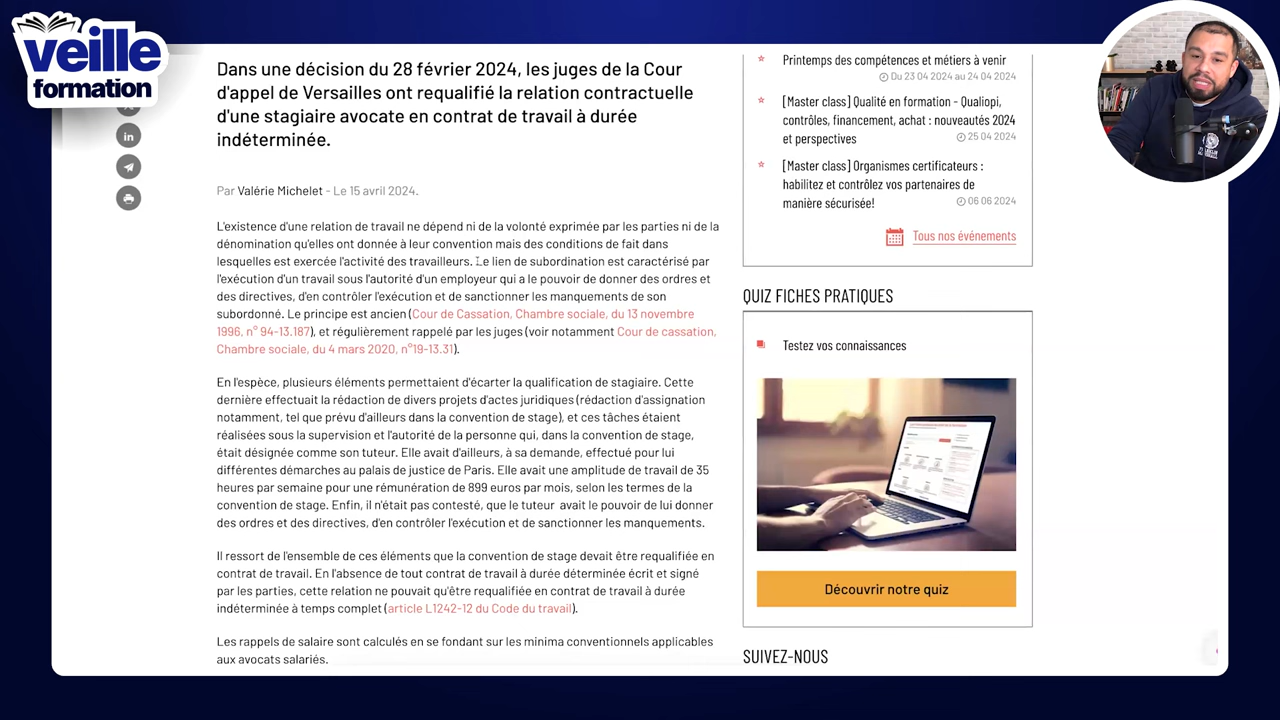 veille
formation
Dans une décision du 28 février 2024, les juges de la Cour
d'appel de Versailles ont requalifié la relation contractuelle
d'une stagiaire avocate en contrat de travail à durée
indéterminée.
Par Valérie Michelet - Le 15 avril 2024.
L'existence d'une relation de travail ne dépend ni de la volonté exprimée par les parties ni de la
dénomination qu'elles ont donnée à leur convention mais des conditions de fait dans
lesquelles est exercée l'activité des travailleurs. Le lien de subordination est caractérisé par
l'exécution d'un travail sous l'autorité d'un employeur qui a le pouvoir de donner des ordres et
des directives, d'en contrôler l'exécution et de sanctionner les manquements de son
subordonné. Le principe est ancien (Cour de Cassation, Chambre sociale, du 13 novembre
1996, n° 94-13.187), et régulièrement rappelé par les juges (voir notamment Cour de cassation,
Chambre sociale, du 4 mars 2020, n°19-13.31).
En l'espèce, plusieurs éléments permettaient d'écarter la qualification de stagiaire. Cette
dernière effectuait la rédaction de divers projets d'actes juridiques (rédaction d'assignation
notamment, tel que prévu d'ailleurs dans la convention de stage), et ces tâches étaient
réalisées sous la supervision et l'autorité de la personne qui, dans la convention de stage,
était désignée comme son tuteur. Elle avait d'ailleurs, à sa demande, effectué pour lui
différentes démarches au palais de justice de Paris. Elle avait une amplitude de travail de 35
heures par semaine pour une rémunération de 899 euros par mois, selon les termes de la
convention de stage. Enfin, il n'était pas contesté, que le tuteur avait le pouvoir de lui donner
des ordres et des directives, d'en contrôler l'exécution et de sanctionner les manquements.
Il ressort de l'ensemble de ces éléments que la convention de stage devait être requalifiée en
contrat de travail. En l'absence de tout contrat de travail à durée déterminée écrit et signé
par les parties, cette relation ne pouvait qu'être requalifiée en contrat de travail à durée
indéterminée à temps complet (article L1242-12 du Code du travail).
Les rappels de salaire sont calculés en se fondant sur les minima conventionnels applicables
aux avocats salariés.
Printemps des compétences et métiers à venir
Du 23 04 2024 au 24 04 2024
[Master class] Qualité en formation - Qualiopi,
contrôles, financement, achat : nouveautés 2024
et perspectives
25 04 2024
[Master class] Organismes certificateurs :
habilitez et contrôlez vos partenaires de
manière sécurisée!
06 06 2024
Tous nos événements
QUIZ FICHES PRATIQUES
Testez vos connaissances
Découvrir notre quiz
SUIVEZ-NOUS